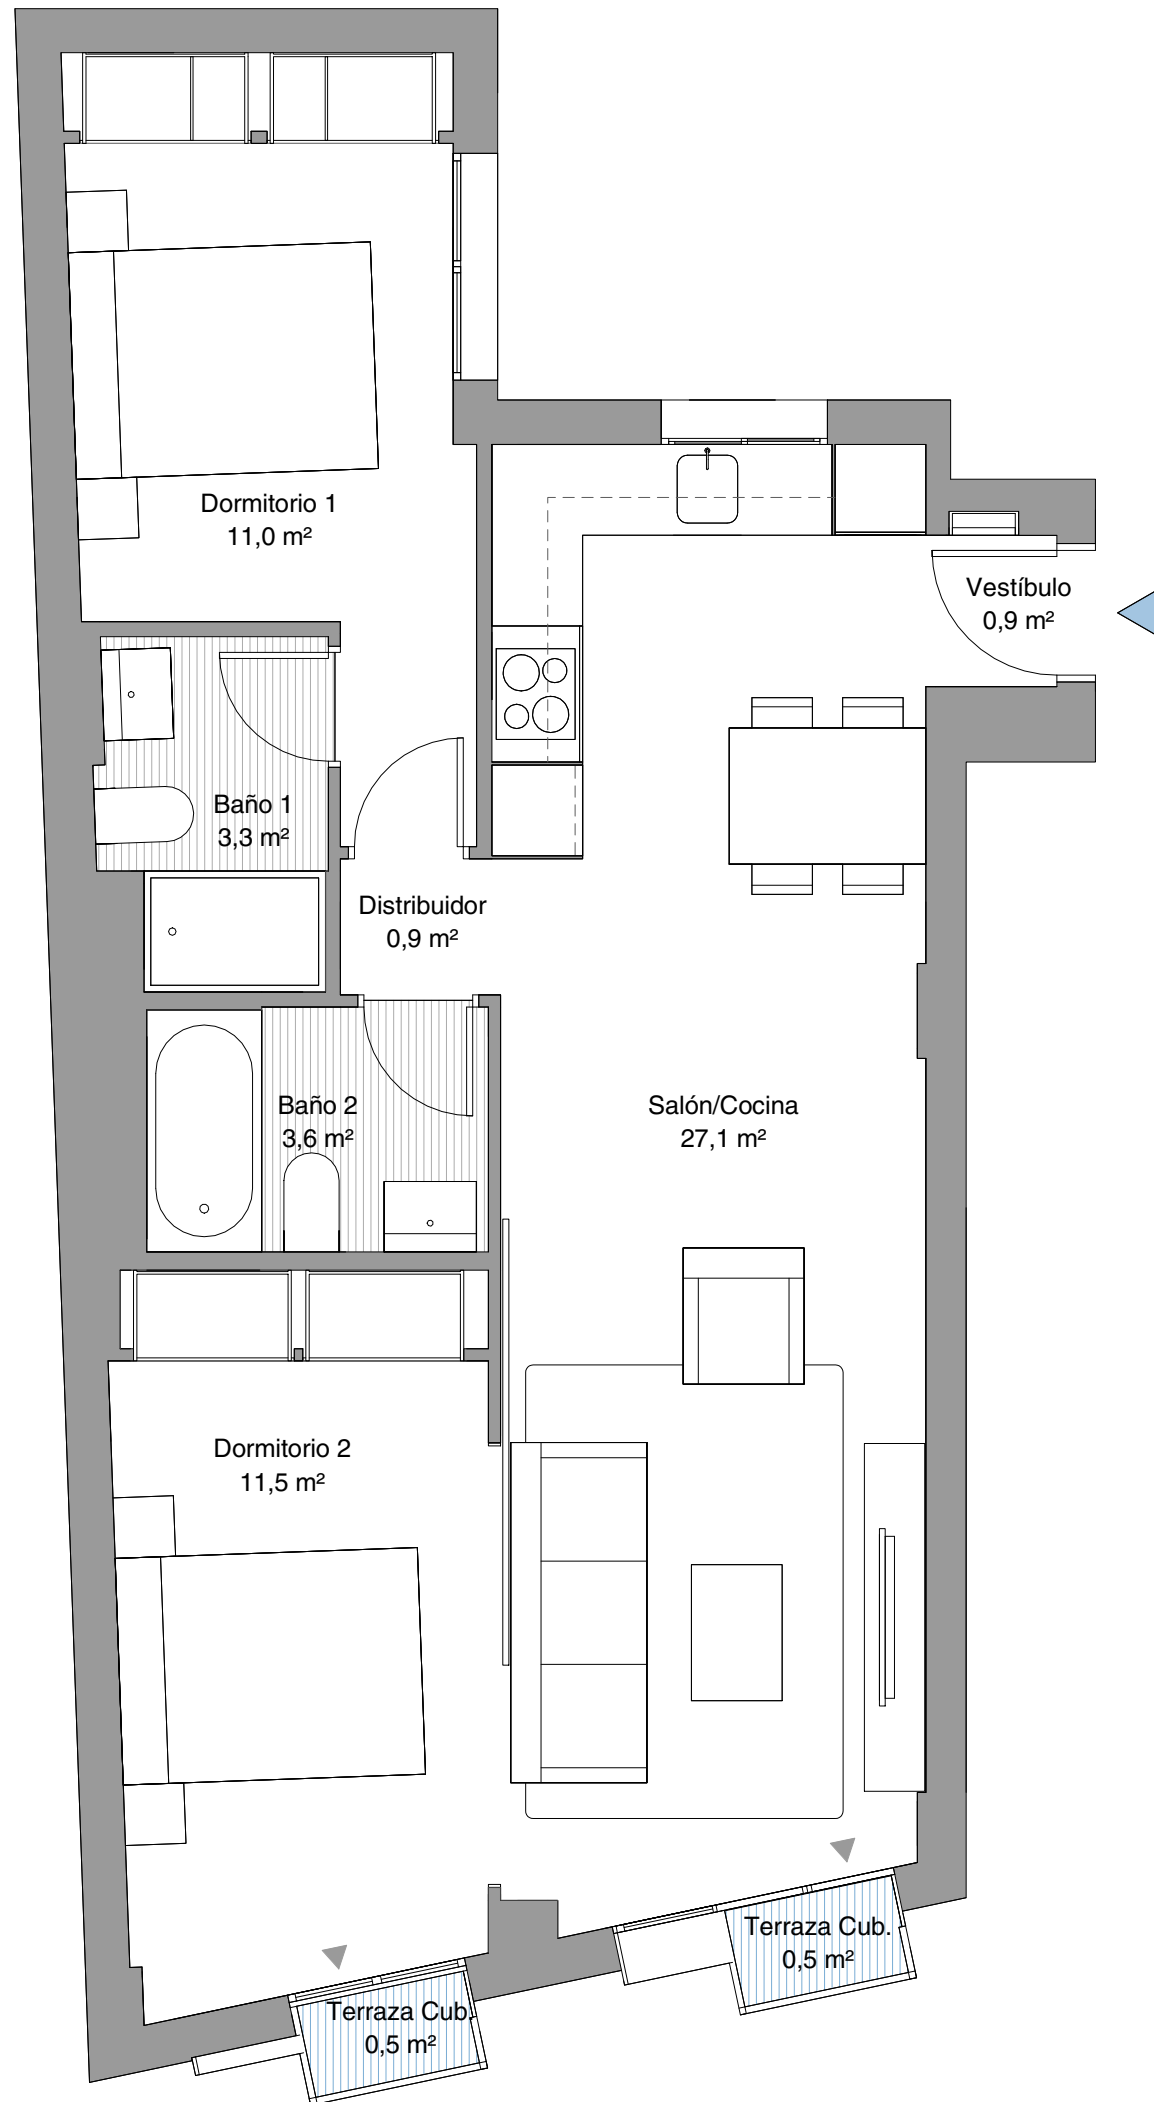 Dormitorio 1
11,0 m²
Vestíbulo
0,9 m²
Baño 1
3,3 m²
Distribuidor
0,9 m²
Baño 2
3,6 m²
Salón/Cocina
27,1 m²
Dormitorio 2
11,5 m²
Terraza Cub.
0,5 m²
Terraza Cub.
0,5 m²